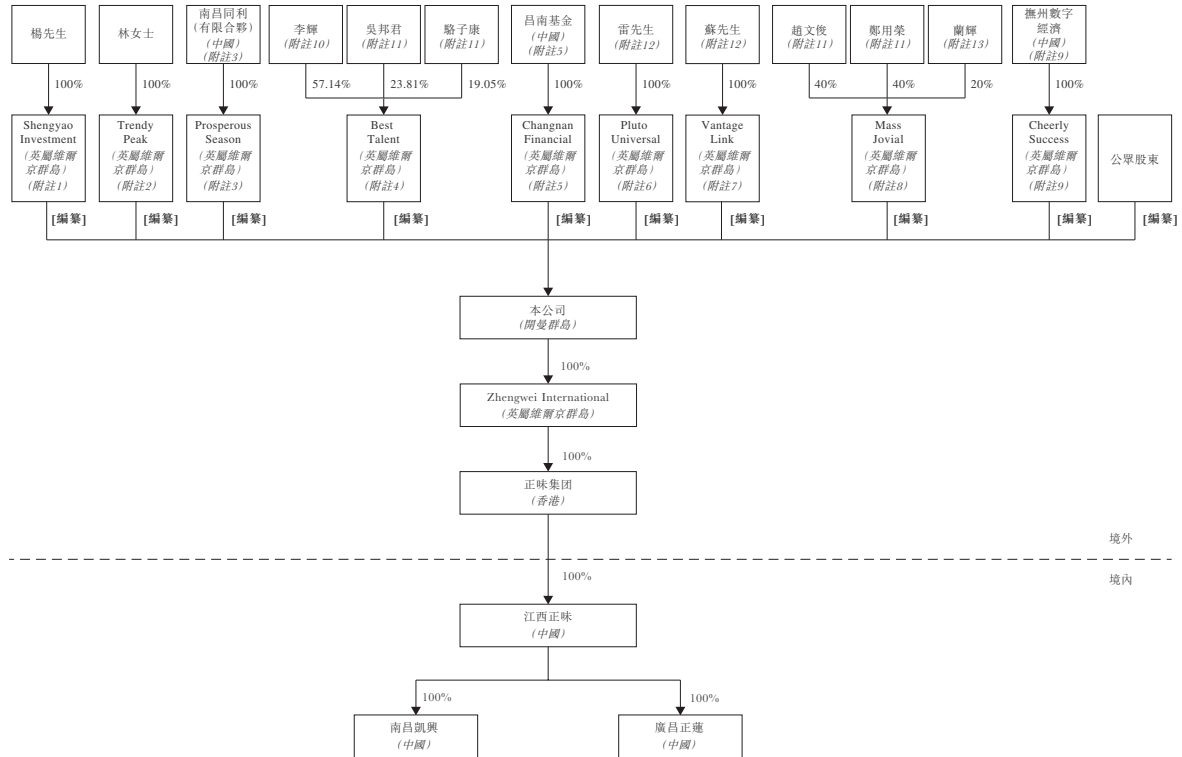 楊先生
林女士
南昌同利
(有限合夥)
(中國)
(附註3)
李輝
(附註10)
吳邦君
(附註11)
駱子康
(附註11)
昌南基金
(中國)
(附註5)
雷先生
(附註12)
蘇先生
(附註12)
趙文俊
(附註11)
鄭用榮
(附註11)
蘭輝
(附註13)
撫州數字
經濟
(中國)
(附註9)
100%
100%
100%
57.14%
23.81%
19.05%
100%
100%
100%
40%
40%
20%
100%
Shengyao
Investment
(英屬維爾
京群島)
(附註1)
Trendy
Peak
(英屬維爾
京群島)
(附註2)
Prosperous
Season
(英屬維爾
京群島)
(附註3)
Best
Talent
(英屬維爾
京群島)
(附註4)
Changnan
Financial
(英屬維爾
京群島)
(附註5)
Pluto
Universal
(英屬維爾
京群島)
(附註6)
Vantage
Link
(英屬維爾
京群島)
(附註7)
Mass
Jovial
(英屬維爾
京群島)
(附註8)
Cheerly
Success
(英屬維爾
京群島)
(附註9)
公眾股東
[編纂]
[編纂]
[編纂]
[編纂]
[編纂]
[編纂]
[編纂]
[編纂]
[編纂]
[編纂]
本公司
(開曼群島)
100%
Zhengwei International
(英屬維爾京群島)
100%
正味集团
(香港)
境外
100%
境內
江西正味
(中國)
100%
100%
南昌凱興
(中國)
廣昌正蓮
(中國)